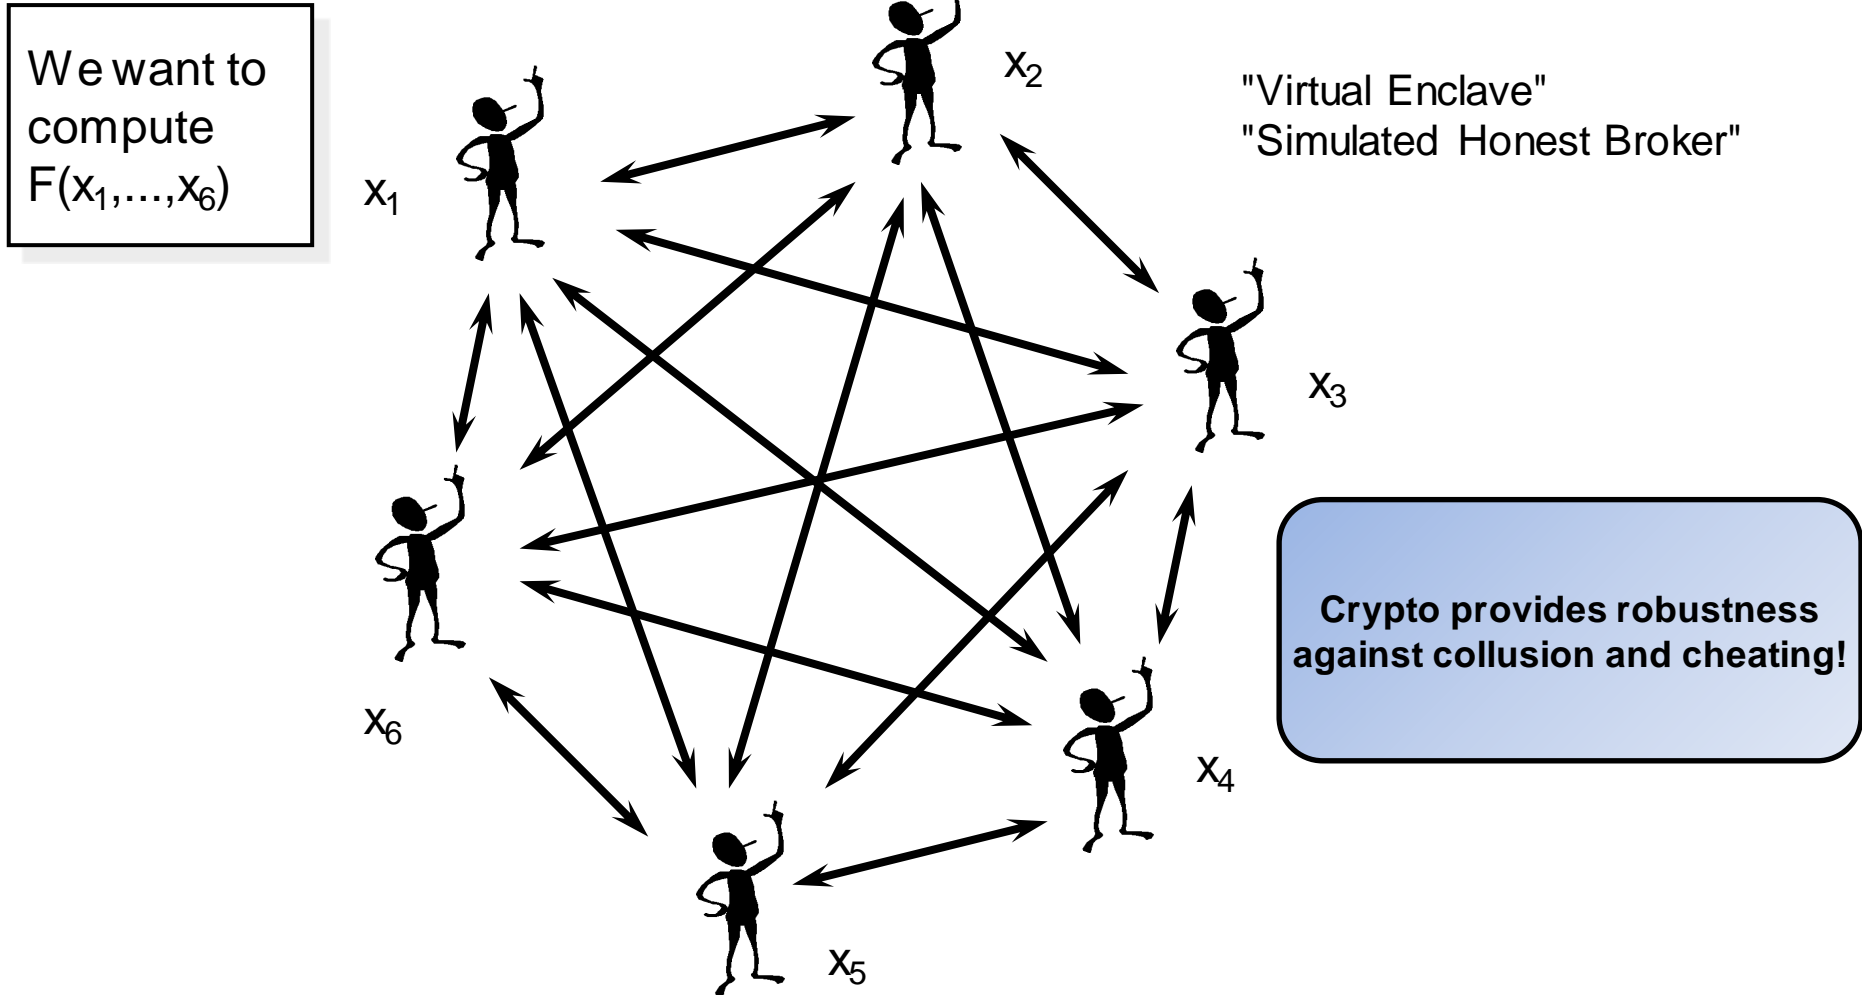 We want to
compute
F(x₁,...,x₆)
x₁
x₂
"Virtual Enclave"
"Simulated Honest Broker"
x₃
Crypto provides robustness
against collusion and cheating!
x₆
x₄
x₅